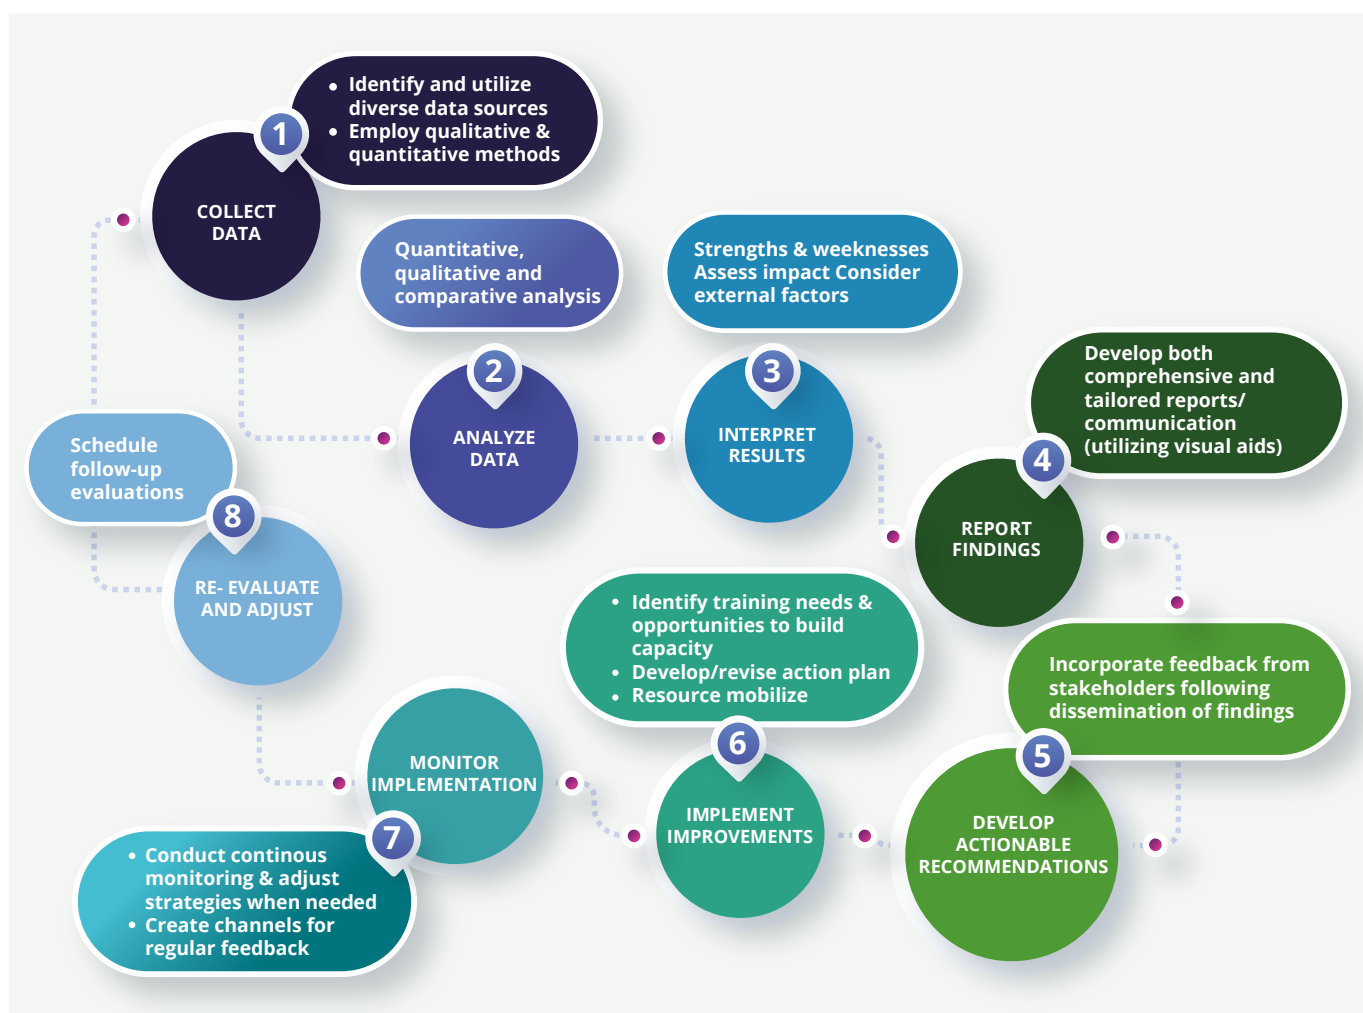 1
• Identify and utilize
diverse data sources
• Employ qualitative &
quantitative methods
COLLECT
DATA
Quantitative,
qualitative and
comparative analysis
2
ANALYZE
DATA
Strengths & weeknesses
Assess impact Consider
external factors
3
INTERPRET
RESULTS
Develop both
comprehensive and
tailored reports/
communication
(utilizing visual aids)
4
REPORT
FINDINGS
Incorporate feedback from
stakeholders following
dissemination of findings
5
DEVELOP
ACTIONABLE
RECOMMENDATIONS
• Identify training needs &
opportunities to build
capacity
• Develop/revise action plan
• Resource mobilize
6
IMPLEMENT
IMPROVEMENTS
MONITOR
IMPLEMENTATION
7
• Conduct continous
monitoring & adjust
strategies when needed
• Create channels for
regular feedback
Schedule
follow-up
evaluations
8
RE- EVALUATE
AND ADJUST